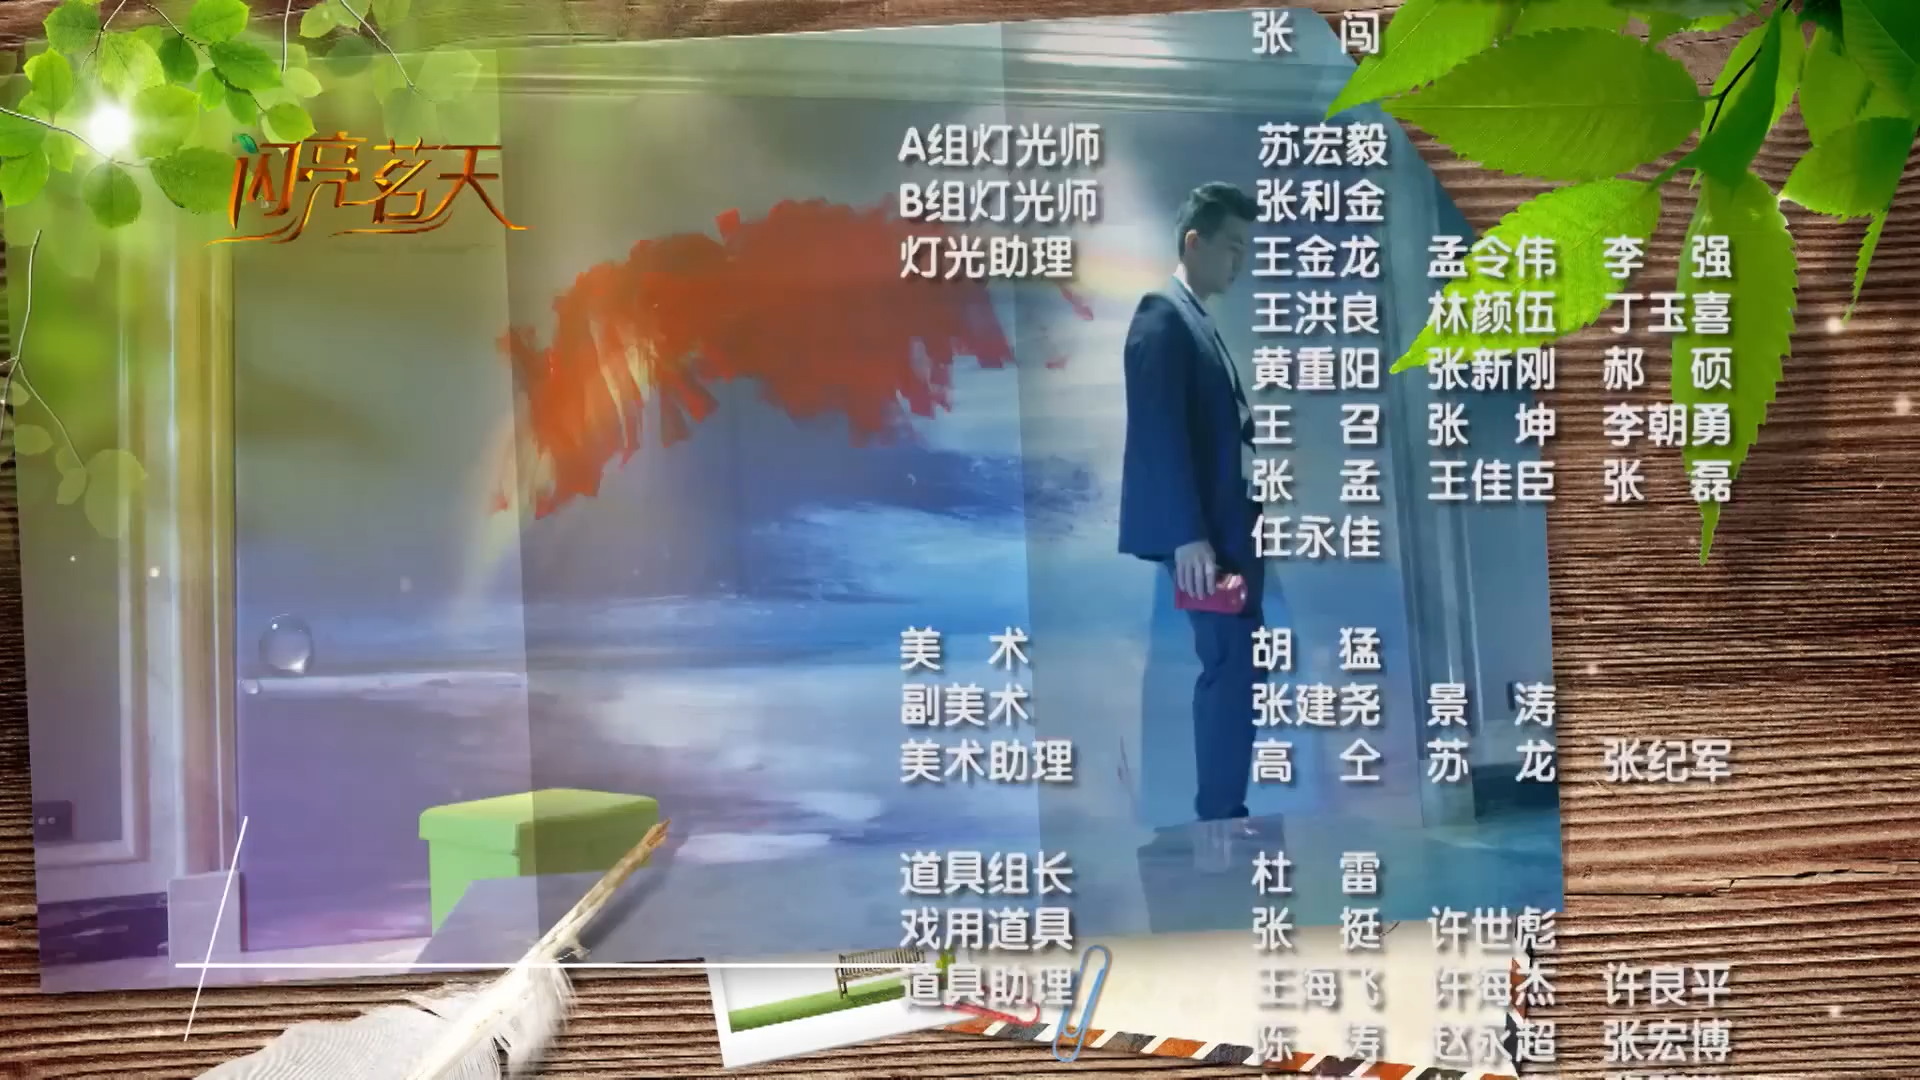 张 闯
闪亮茗天
A组灯光师 苏宏毅
B组灯光师 张利金
灯光助理 王金龙 孟令伟 李 强
王洪良 林颜伍 丁玉喜
黄重阳 张新刚 郝 硕
王 召 张 坤 李朝勇
张 孟 王佳臣 张 磊
任永佳
美 术 胡 猛
副美术 张建尧 景 涛
美术助理 高 仝 苏 龙 张纪军
道具组长 杜 雷
戏用道具 张 挺 许世彪
道具助理 王海飞 许海杰 许良平
陈 涛 赵永超 张宏博